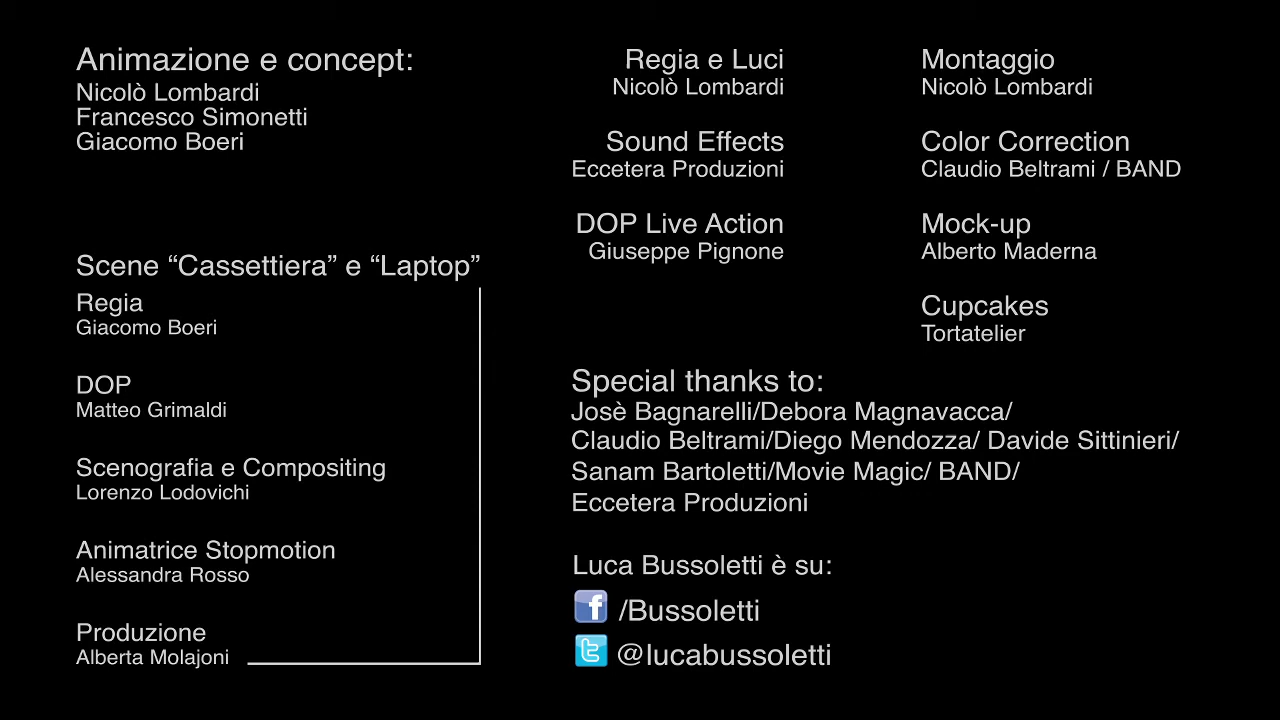 Animazione e concept:
Nicolò Lombardi
Francesco Simonetti
Giacomo Boeri
Scene “Cassettiera” e “Laptop”
Regia
Giacomo Boeri
DOP
Matteo Grimaldi
Scenografia e Compositing
Lorenzo Lodovichi
Animatrice Stopmotion
Alessandra Rosso
Produzione
Alberta Molajoni
Regia e Luci
Nicolò Lombardi
Sound Effects
Eccetera Produzioni
DOP Live Action
Giuseppe Pignone
Montaggio
Nicolò Lombardi
Color Correction
Claudio Beltrami / BAND
Mock-up
Alberto Maderna
Cupcakes
Tortatelier
Special thanks to:
Josè Bagnarelli/Debora Magnavacca/
Claudio Beltrami/Diego Mendozza/ Davide Sittinieri/
Sanam Bartoletti/Movie Magic/ BAND/
Eccetera Produzioni
Luca Bussoletti è su:
/Bussoletti
@lucabussoletti